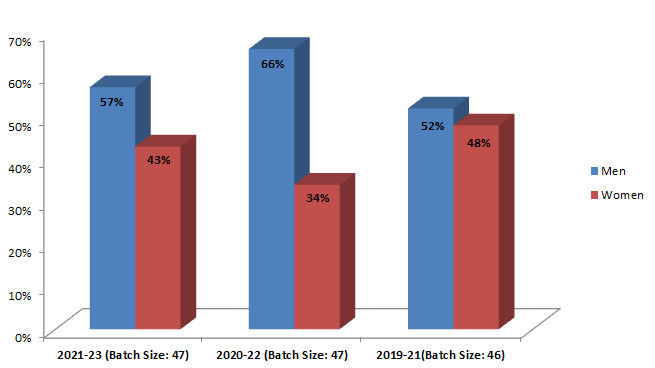 70%
60%
50%
40%
30%
20%
10%
0%
57%
43%
66%
34%
52%
48%
Men
Women
2021-23 (Batch Size: 47)
2020-22 (Batch Size: 47)
2019-21(Batch Size: 46)